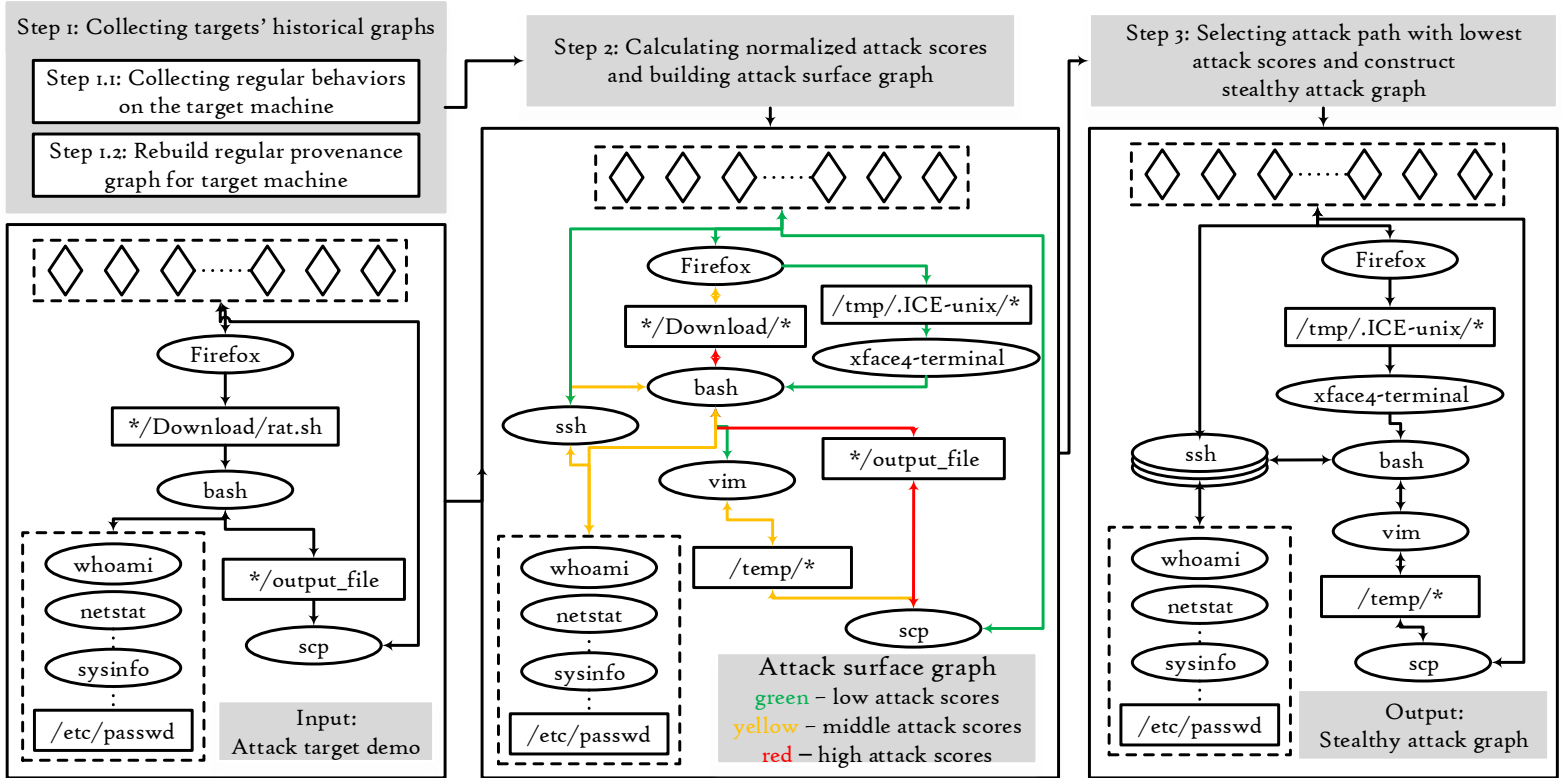 Step 1: Collecting targets' historical graphs
Step 1.1: Collecting regular behaviors
on the target machine
Step 1.2: Rebuild regular provenance
graph for target machine
Firefox
*/Download/rat.sh
bash
whoami
netstat
sysinfo
/etc/passwd
*/output_file
scp
Input:
Attack target demo
Step 2: Calculating normalized attack scores
and building attack surface graph
Firefox
*/Download/*
/tmp/.ICE-unix/*
xface4-terminal
bash
ssh
vim
*/output_file
/temp/*
whoami
netstat
sysinfo
/etc/passwd
scp
Attack surface graph
green – low attack scores
yellow – middle attack scores
red – high attack scores
Step 3: Selecting attack path with lowest
attack scores and construct
stealthy attack graph
Firefox
/tmp/.ICE-unix/*
xface4-terminal
ssh
bash
vim
whoami
netstat
sysinfo
/etc/passwd
/temp/*
scp
Output:
Stealthy attack graph